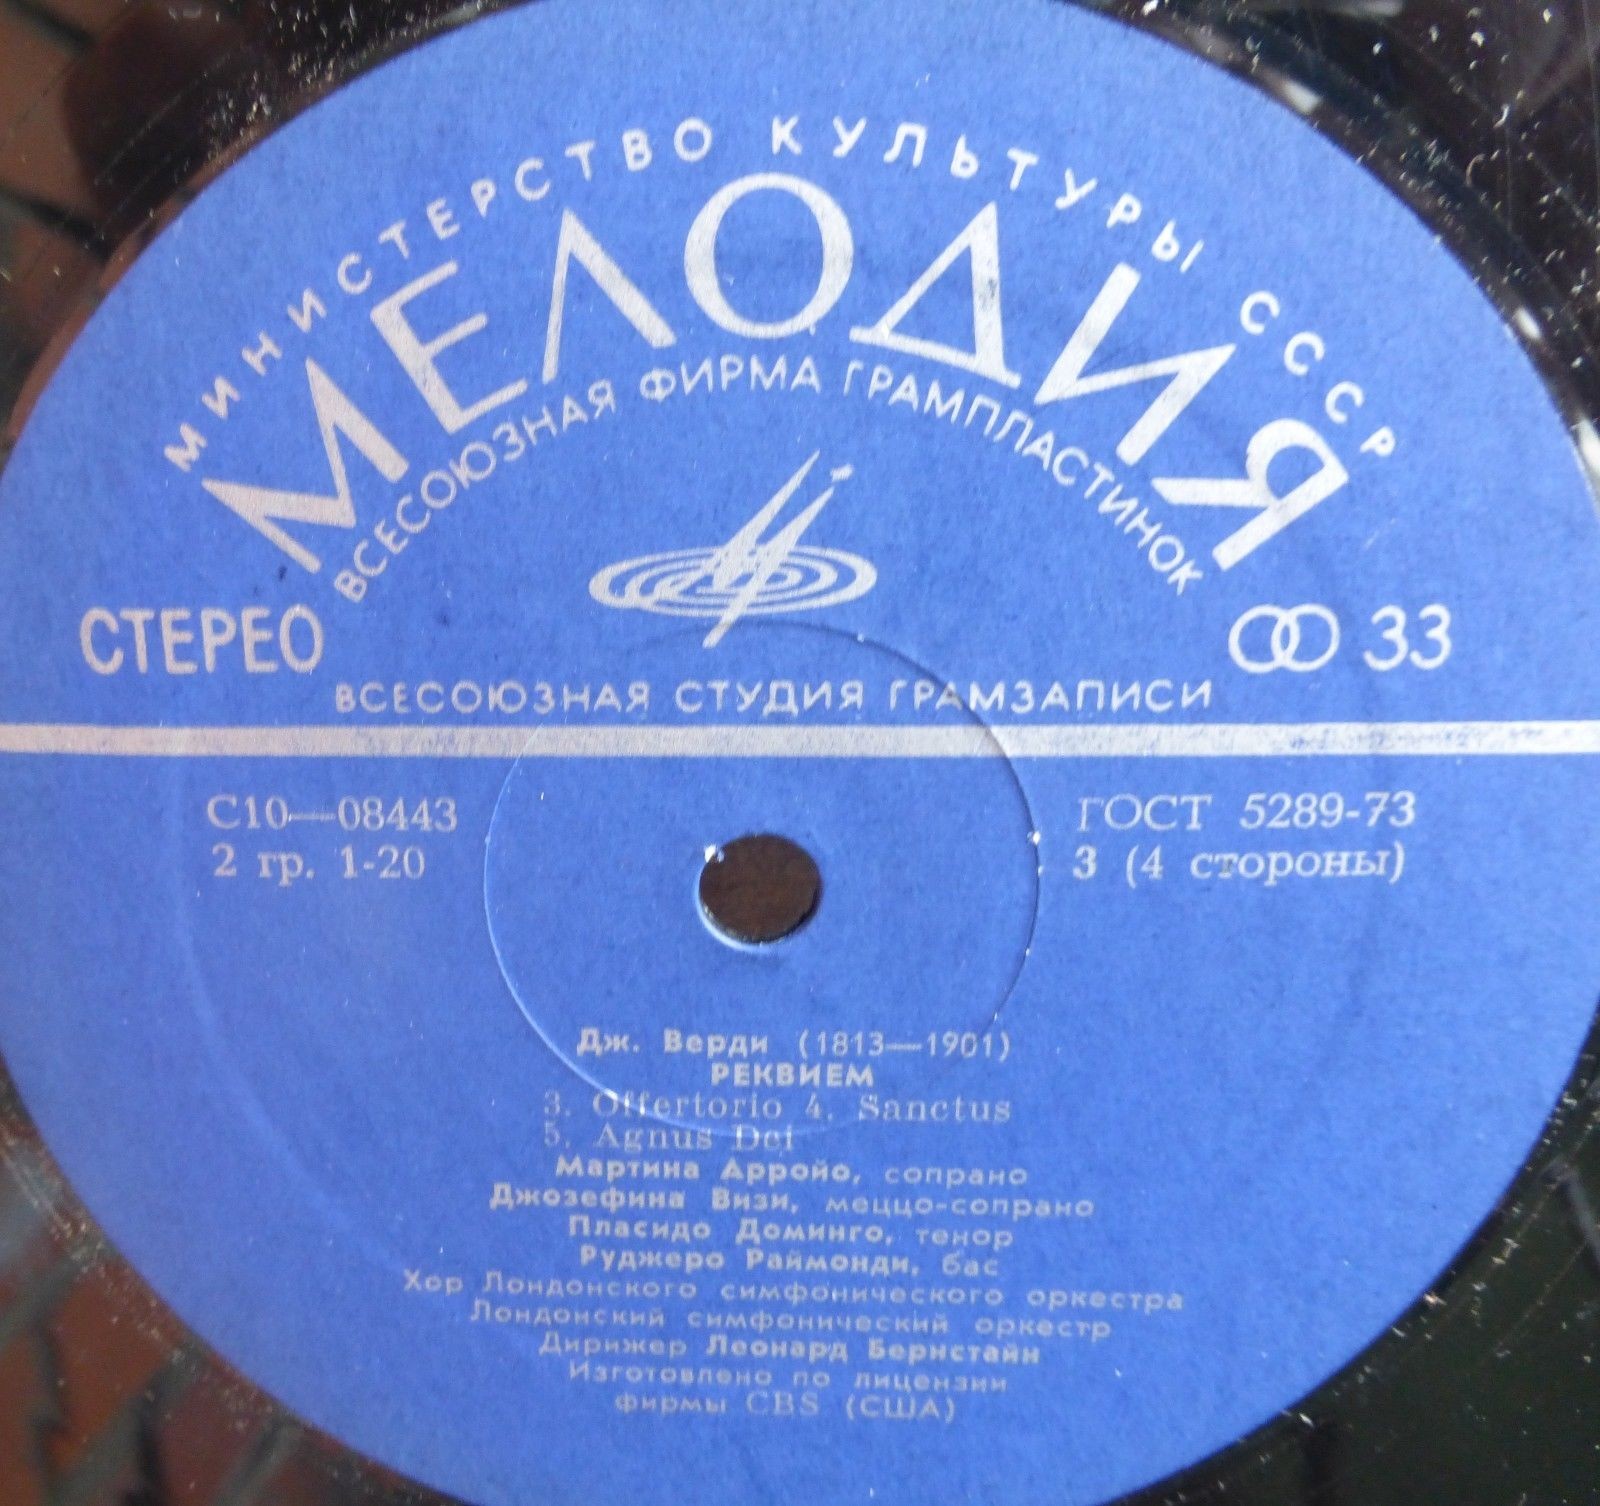 МИНИСТЕРСТВО КУЛЬТУРЫ СССР
МЕЛОДИЯ
ВСЕСОЮЗНАЯ ФИРМА ГРАМПЛАСТИНОК
СТЕРЕО
33
ВСЕСОЮЗНАЯ СТУДИЯ ГРАМЗАПИСИ
С10—08443
ГОСТ 5289-73
2 гр. 1-20
3 (4 стороны)
Дж. Верди (1813—1901)
РЕКВИЕМ
3. Offertorio 4. Sanctus
5. Agnus Dei
Мартина Арройо, сопрано
Джозефина Визи, меццо-сопрано
Пласидо Доминго, тенор
Руджеро Раймонди, бас
Хор Лондонского симфонического оркестра
Лондонский симфонический оркестр
Дирижер Леонард Бернстайн
Изготовлено по лицензии
фирмы CBS (США)